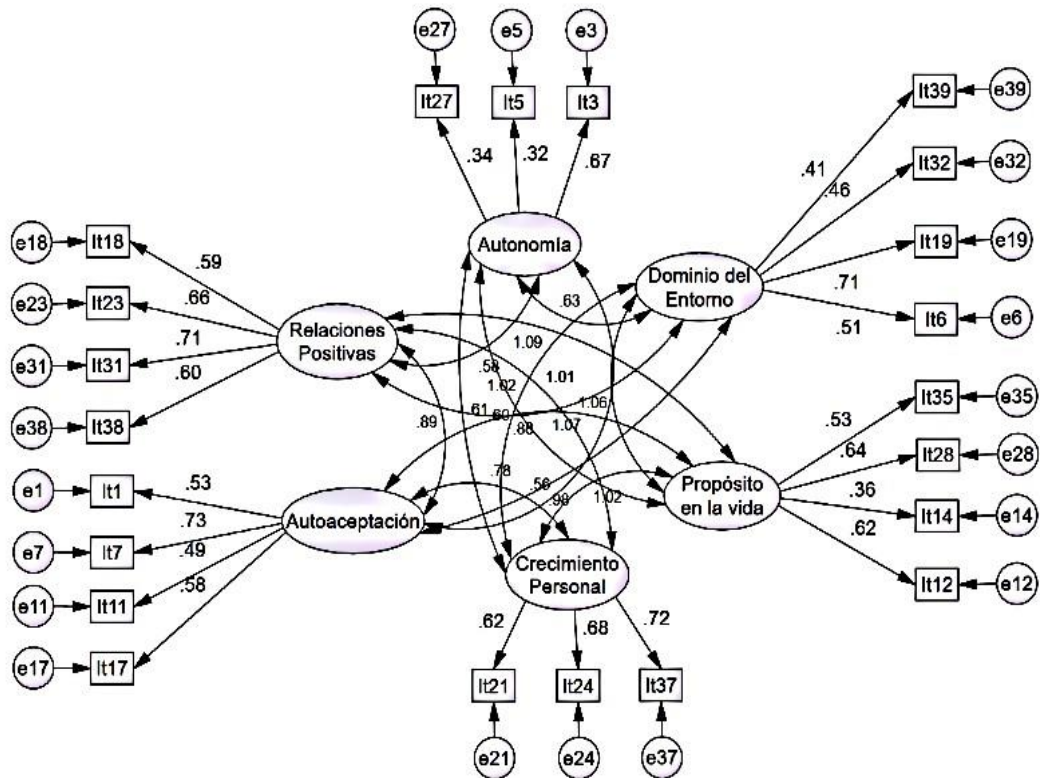 e27
e5
e3
It27
It5
It3
.34
.32
.67
It39
e39
It32
e32
It19
e19
It6
e6
.41
.46
.71
.51
Autonomía
Dominio del
Entorno
e18
It18
e23
It23
e31
It31
e38
It38
.59
.66
.71
.60
Relaciones
Positivas
.63
1.09
.58
1.02
1.01
1.06
.61
.60
.88
1.07
.89
.78
.56
.98
1.02
It35
e35
It28
e28
It14
e14
It12
e12
.53
.64
.36
.62
Propósito
en la vida
e1
It1
e7
It7
e11
It11
e17
It17
.53
.73
.49
.58
Autoaceptación
Crecimiento
Personal
.62
.68
.72
It21
It24
It37
e21
e24
e37